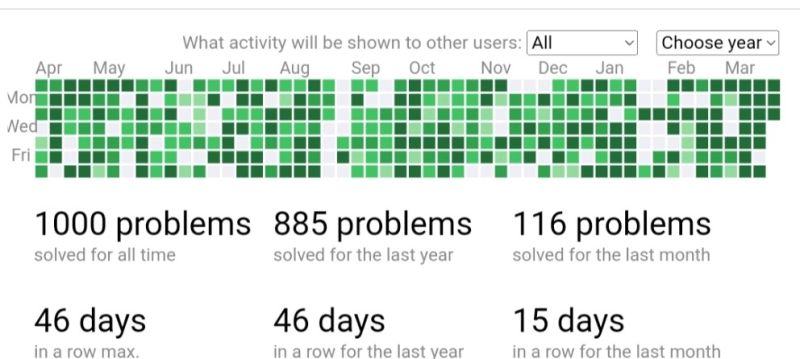 What activity will be shown to other users: All Choose year
Apr May Jun Jul Aug Sep Oct Nov Dec Jan Feb Mar
Mon
Wed
Fri
1000 problems 885 problems 116 problems
solved for all time solved for the last year solved for the last month
46 days 46 days 15 days
in a row max. in a row for the last year in a row for the last month